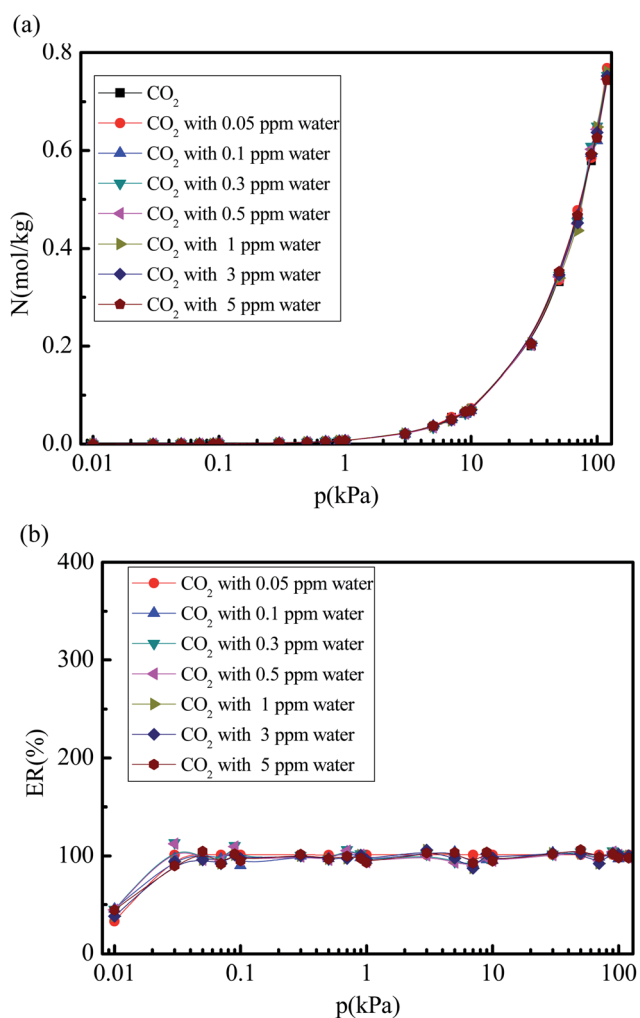 (a)
0.8
0.6
0.4
0.2
0.0
N(mol/kg)
CO2
CO2 with 0.05 ppm water
CO2 with 0.1 ppm water
CO2 with 0.3 ppm water
CO2 with 0.5 ppm water
CO2 with 1 ppm water
CO2 with 3 ppm water
CO2 with 5 ppm water
0.01 0.1 1 10 100
p(kPa)
(b)
400
300
200
100
0
ER(%)
CO2 with 0.05 ppm water
CO2 with 0.1 ppm water
CO2 with 0.3 ppm water
CO2 with 0.5 ppm water
CO2 with 1 ppm water
CO2 with 3 ppm water
CO2 with 5 ppm water
0.01 0.1 1 10 100
p(kPa)